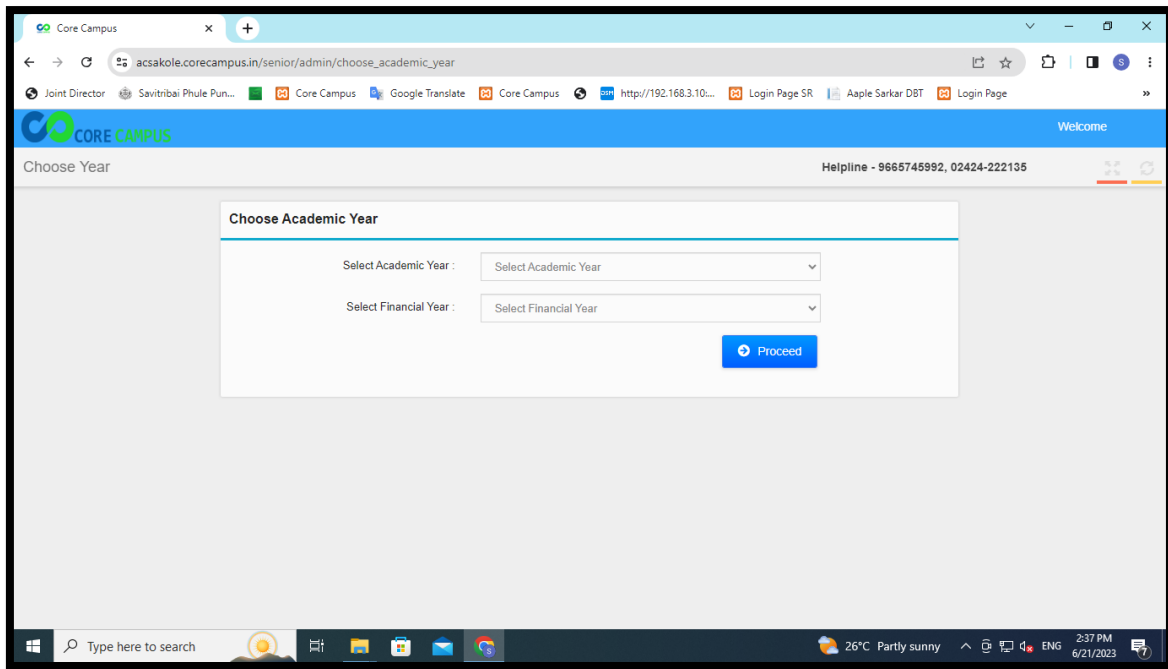 Core Campus
acsakole.corecampus.in/senior/admin/choose_academic_year
S
Joint Director Savitribai Phule Pun... Core Campus Google Translate Core Campus http://192.168.3.10:... Login Page SR Aaple Sarkar DBT Login Page »
CORE CAMPUS Welcome
Choose Year Helpline - 9665745992, 02424-222135
Choose Academic Year
Select Academic Year : Select Academic Year
Select Financial Year : Select Financial Year
Proceed
Type here to search 26°C Partly sunny ENG 2:37 PM
6/21/2023